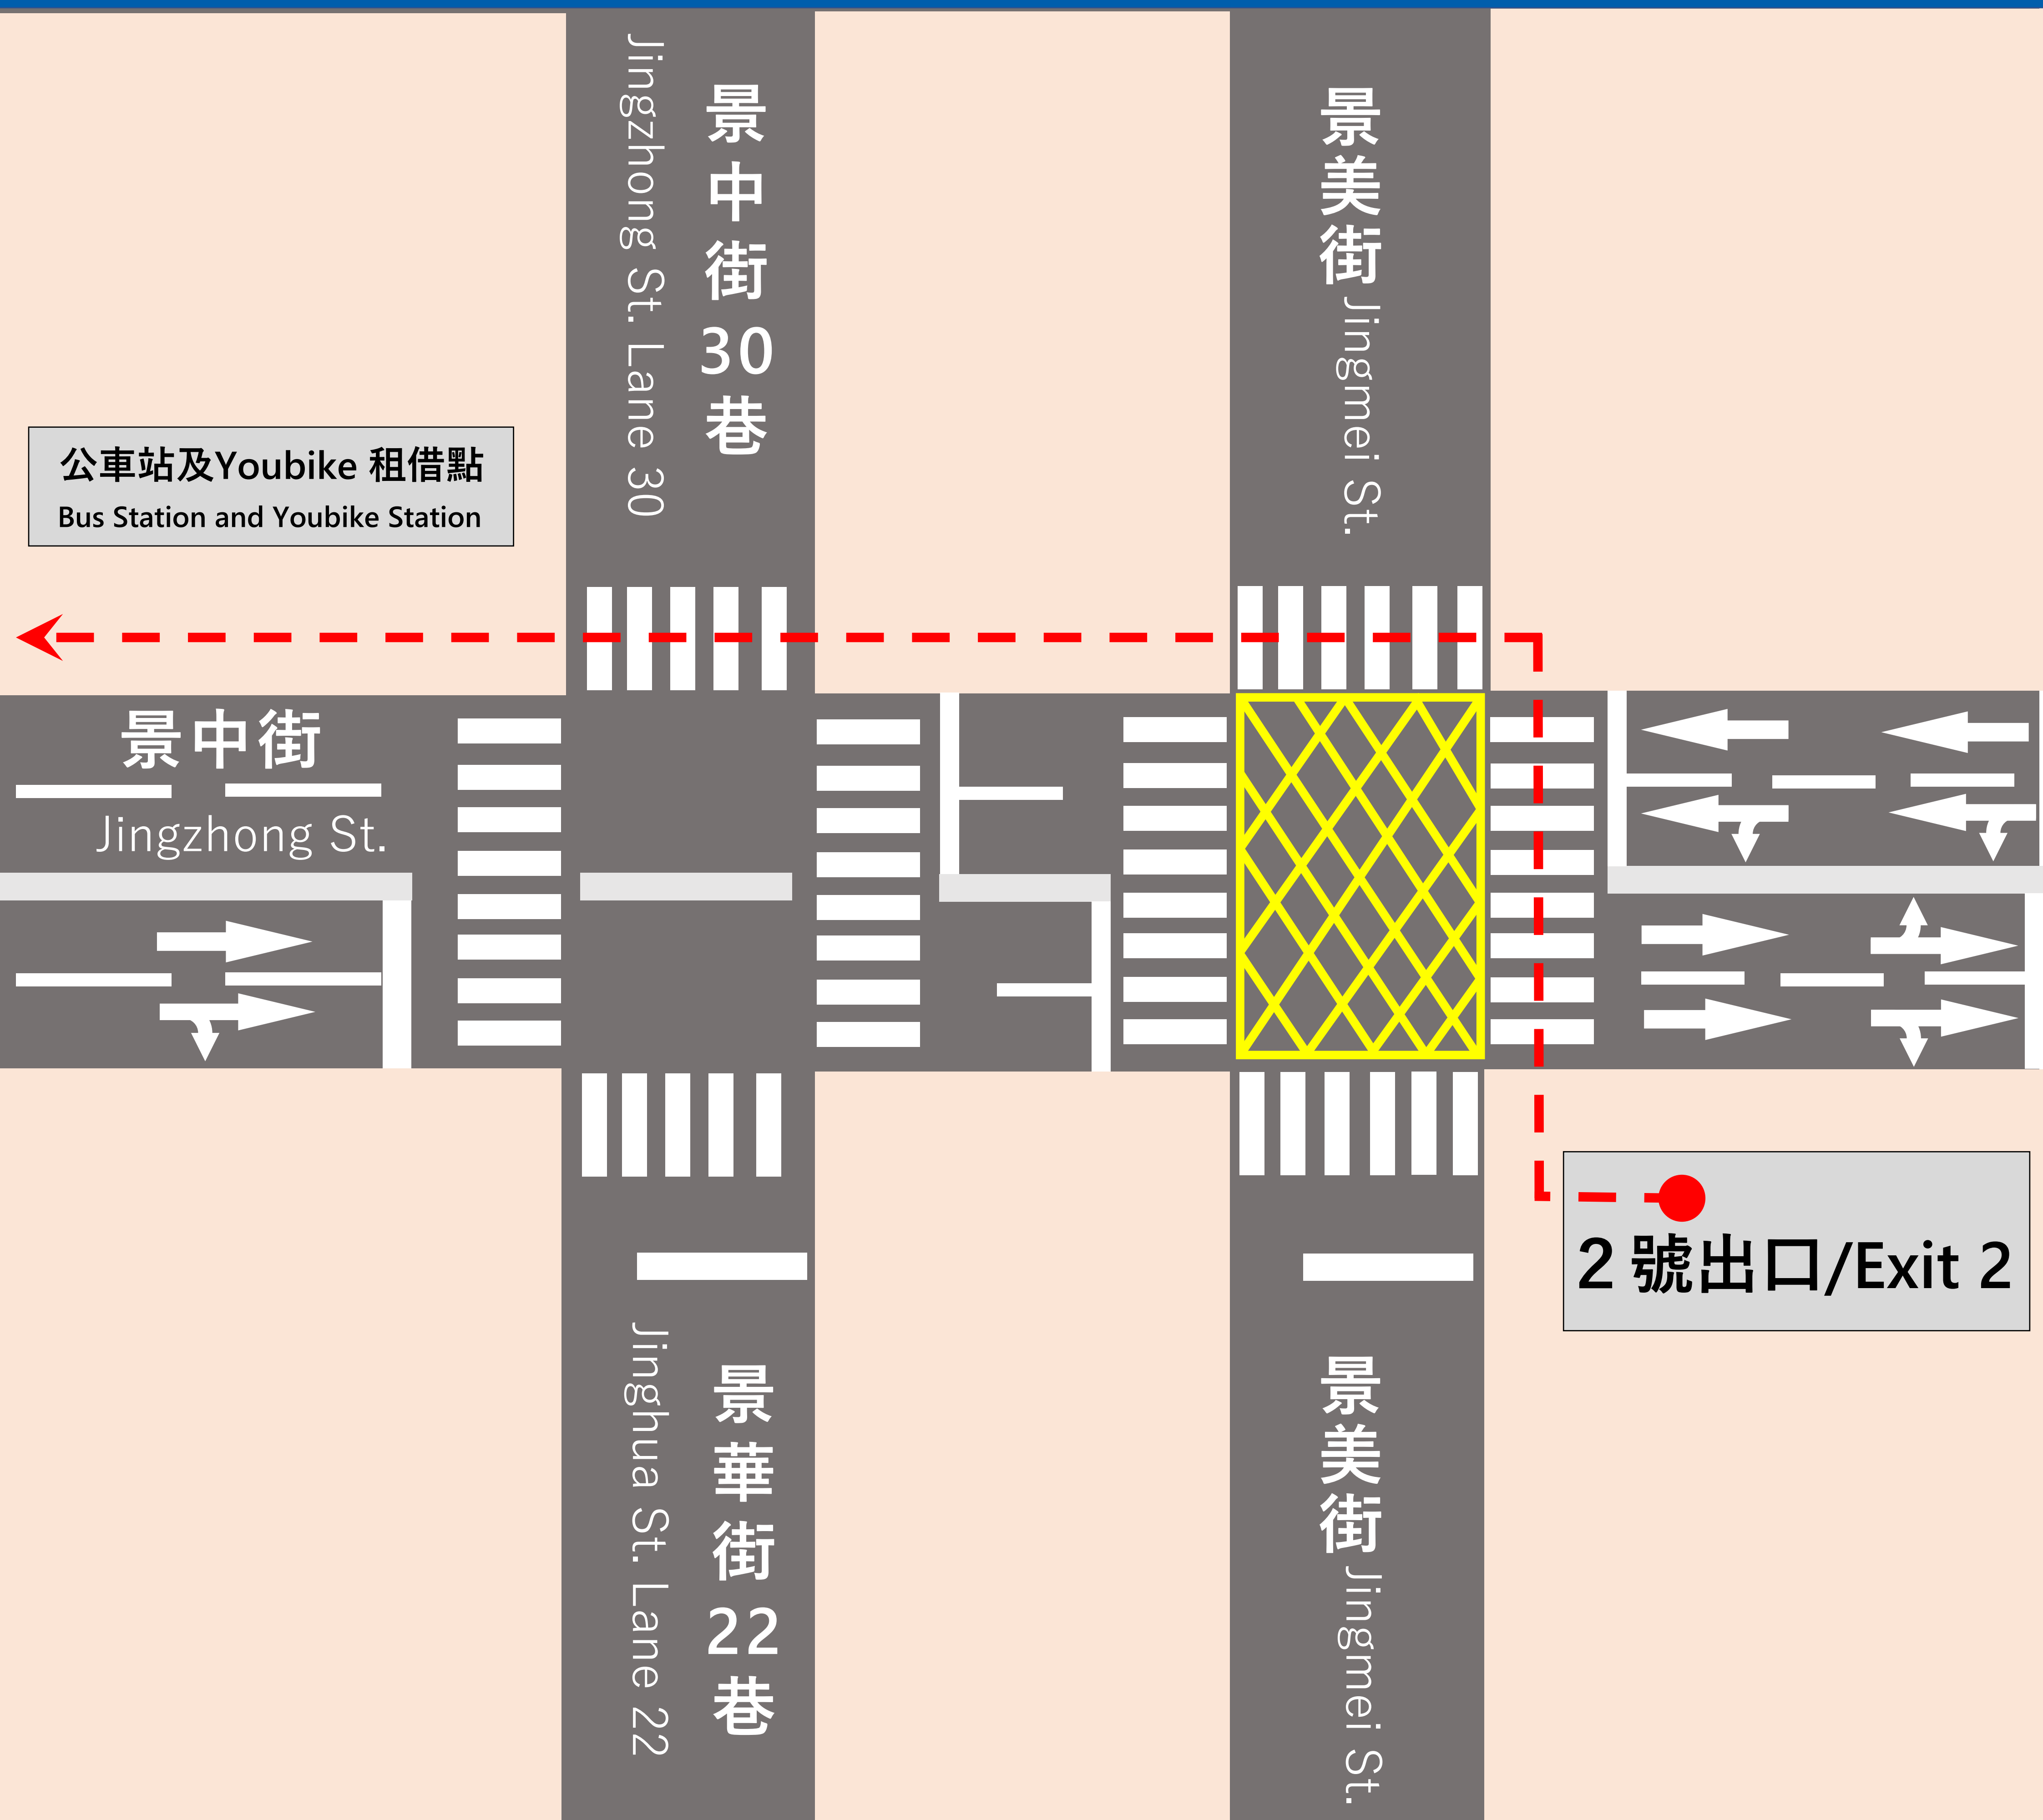 景中街30巷
Jingzhong St. Lane 30
景美街 Jingmei St.
公車站及Youbike 租借點
Bus Station and Youbike Station
景中街
Jingzhong St.
2 號出口/Exit 2
景華街22巷
Jinghua St. Lane 22
景美街 Jingmei St.